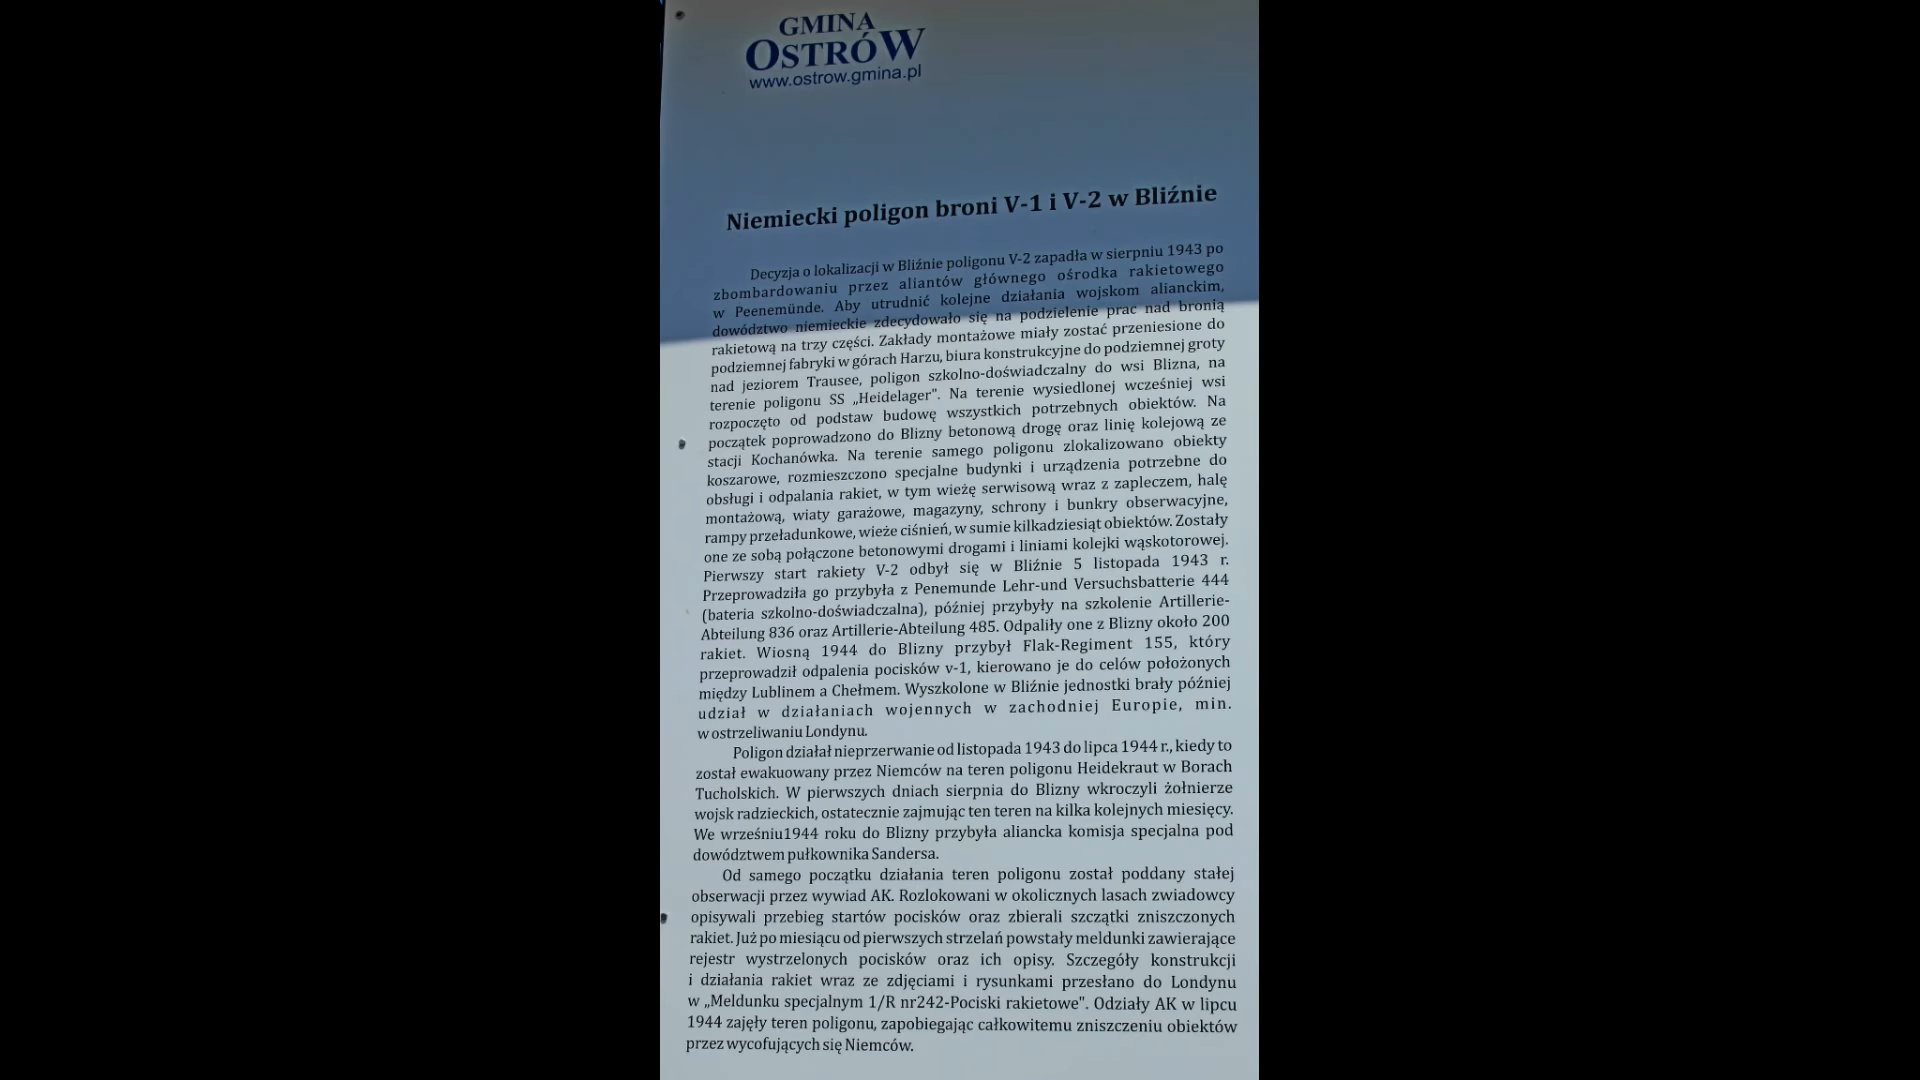 GMINA
OSTRÓW
www.ostrow.gmina.pl
Niemiecki poligon broni V-1 i V-2 w Bliźnie
Decyzja o lokalizacji w Bliźnie poligonu V-2 zapadła w sierpniu 1943 po
zbombardowaniu przez aliantów głównego ośrodka rakietowego
w Peenemünde. Aby utrudnić kolejne działania wojskom alianckim,
dowództwo niemieckie zdecydowało się na podzielenie prac nad bronią
rakietową na trzy części. Zakłady montażowe miały zostać przeniesione do
podziemnej fabryki w górach Harzu, biura konstrukcyjne do podziemnej groty
nad jeziorem Trausee, poligon szkolno-doświadczalny do wsi Blizna, na
terenie poligonu SS „Heidelager". Na terenie wysiedlonej wcześniej wsi
rozpoczęto od podstaw budowę wszystkich potrzebnych obiektów. Na
początek poprowadzono do Blizny betonową drogę oraz linię kolejową ze
stacji Kochanówka. Na terenie samego poligonu zlokalizowano obiekty
koszarowe, rozmieszczono specjalne budynki i urządzenia potrzebne do
obsługi i odpalania rakiet, w tym wieżę serwisową wraz z zapleczem, halę
montażową, wiaty garażowe, magazyny, schrony i bunkry obserwacyjne,
rampy przeładunkowe, wieże ciśnień, w sumie kilkadziesiąt obiektów. Zostały
one ze sobą połączone betonowymi drogami i liniami kolejki wąskotorowej.
Pierwszy start rakiety V-2 odbył się w Bliźnie 5 listopada 1943 r.
Przeprowadziła go przybyła z Penemunde Lehr-und Versuchsbatterie 444
(bateria szkolno-doświadczalna), później przybyły na szkolenie Artillerie-
Abteilung 836 oraz Artillerie-Abteilung 485. Odpaliły one z Blizny około 200
rakiet. Wiosną 1944 do Blizny przybył Flak-Regiment 155, który
przeprowadził odpalenia pocisków v-1, kierowano je do celów położonych
między Lublinem a Chełmem. Wyszkolone w Bliźnie jednostki brały później
udział w działaniach wojennych w zachodniej Europie, min.
w ostrzeliwaniu Londynu.
Poligon działał nieprzerwanie od listopada 1943 do lipca 1944 r., kiedy to
został ewakuowany przez Niemców na teren poligonu Heidekraut w Borach
Tucholskich. W pierwszych dniach sierpnia do Blizny wkroczyli żołnierze
wojsk radzieckich, ostatecznie zajmując ten teren na kilka kolejnych miesięcy.
We wrześniu1944 roku do Blizny przybyła aliancka komisja specjalna pod
dowództwem pułkownika Sandersa.
Od samego początku działania teren poligonu został poddany stałej
obserwacji przez wywiad AK. Rozlokowani w okolicznych lasach zwiadowcy
opisywali przebieg startów pocisków oraz zbierali szczątki zniszczonych
rakiet. Już po miesiącu od pierwszych strzelań powstały meldunki zawierające
rejestr wystrzelonych pocisków oraz ich opisy. Szczegóły konstrukcji
i działania rakiet wraz ze zdjęciami i rysunkami przesłano do Londynu
w „Meldunku specjalnym 1/R nr242-Pociski rakietowe". Odziały AK w lipcu
1944 zajęły teren poligonu, zapobiegając całkowitemu zniszczeniu obiektów
przez wycofujących się Niemców.